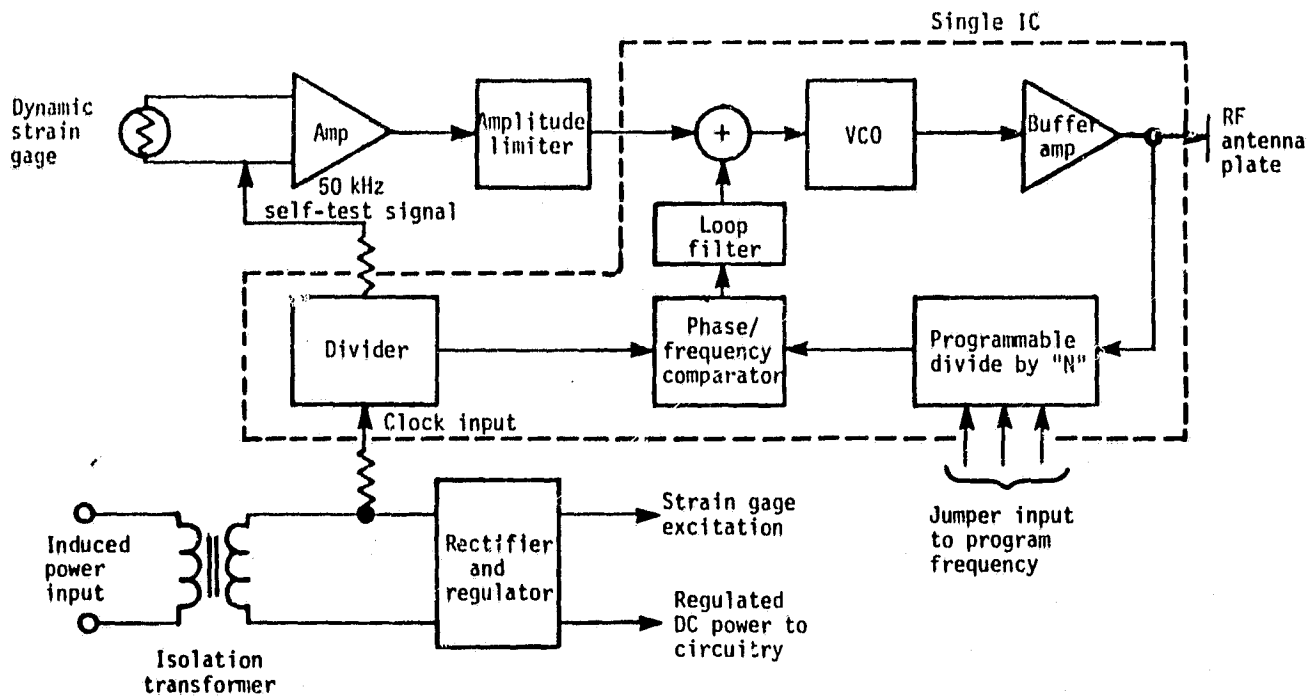 Single IC
Dynamic
strain
gage
Amp
Amplitude
limiter
+
VCO
Buffer
amp
RF
antenna
plate
50 kHz
self-test signal
Loop
filter
Divider
Phase/
frequency
comparator
Programmable
divide by "N"
Clock input
Induced
power
input
Rectifier
and
regulator
Strain gage
excitation
Regulated
DC power to
circuitry
Jumper input
to program
frequency
Isolation
transformer